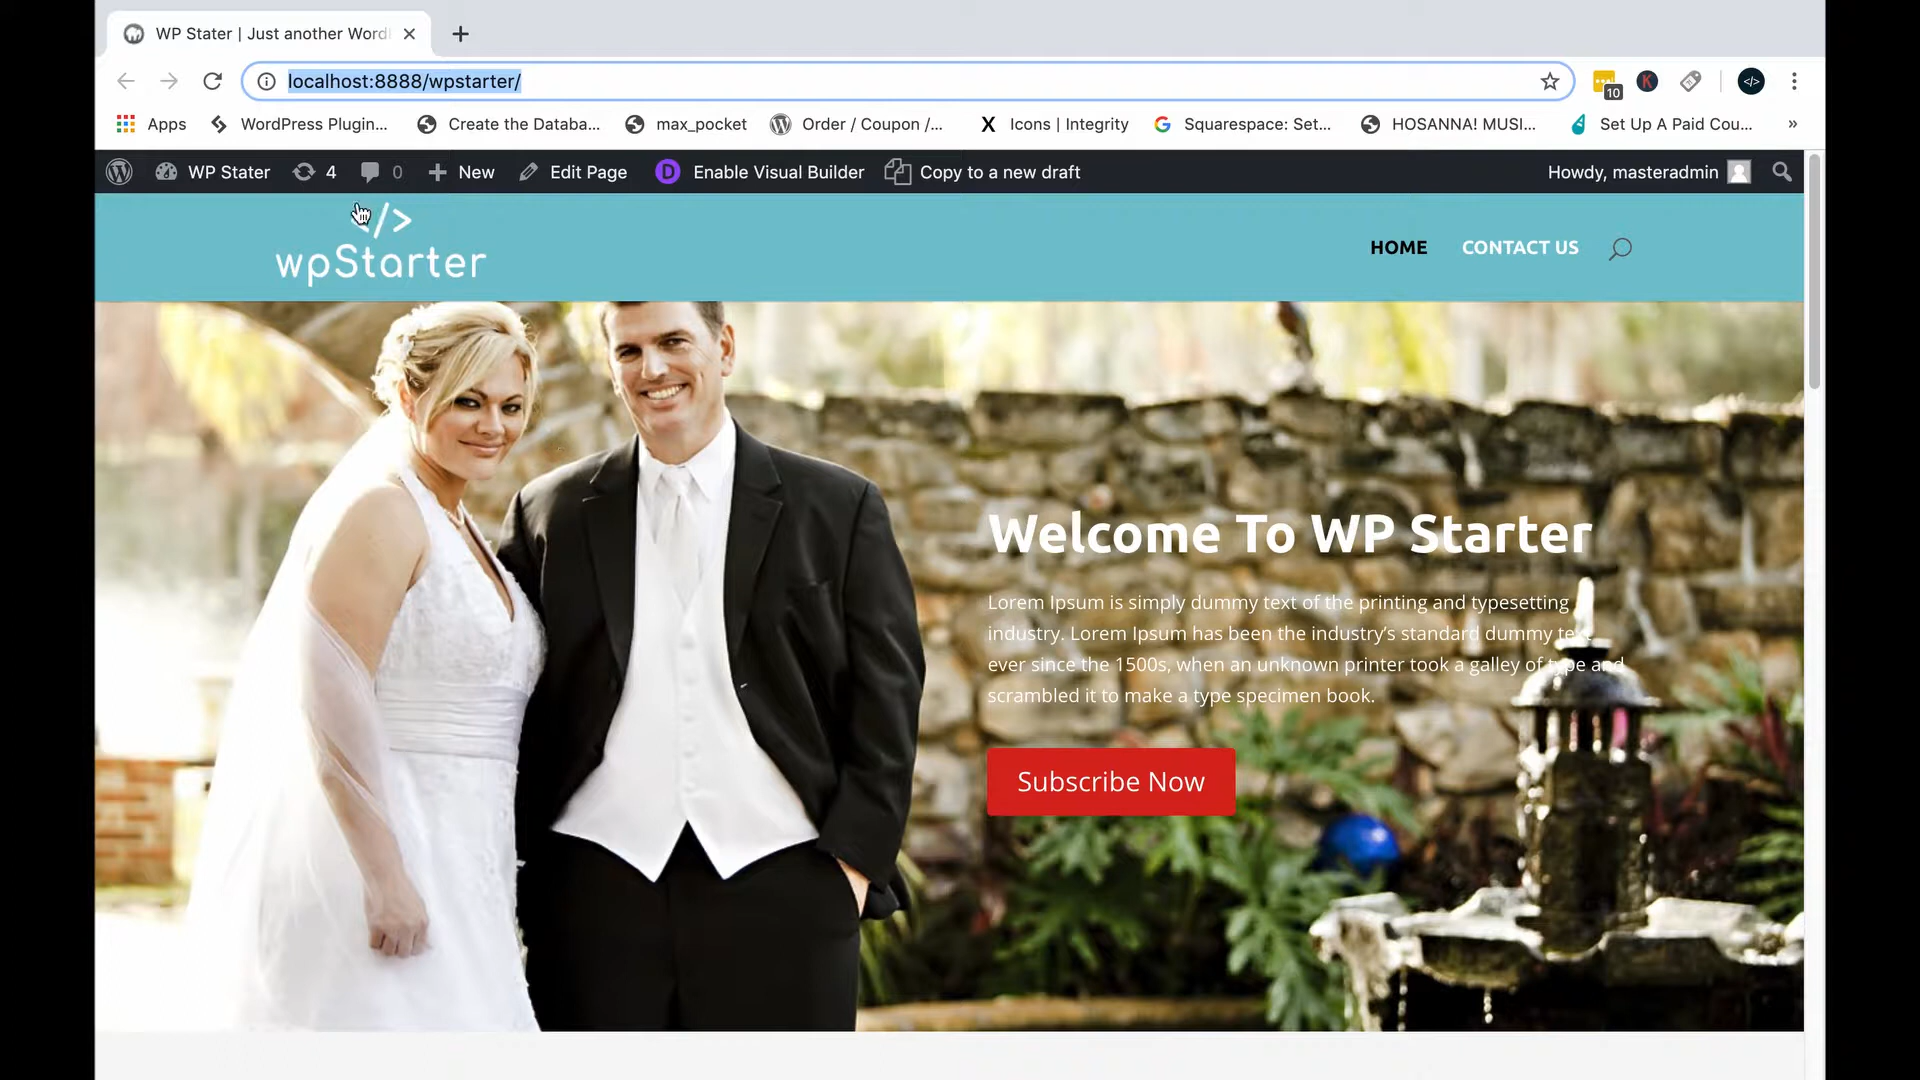 WP Stater | Just another Word
localhost:8888/wpstarter/
10
K
</>
Apps
WordPress Plugin...
Create the Databa...
max_pocket
Order / Coupon /...
X
Icons | Integrity
Squarespace: Set...
HOSANNA! MUSI...
Set Up A Paid Cou...
»
WP Stater
4
0
New
Edit Page
D
Enable Visual Builder
Copy to a new draft
Howdy, masteradmin
/>
wpStarter
HOME
CONTACT US
Welcome To WP Starter
Lorem Ipsum is simply dummy text of the printing and typesetting
industry. Lorem Ipsum has been the industry’s standard dummy text
ever since the 1500s, when an unknown printer took a galley of type and
scrambled it to make a type specimen book.
Subscribe Now